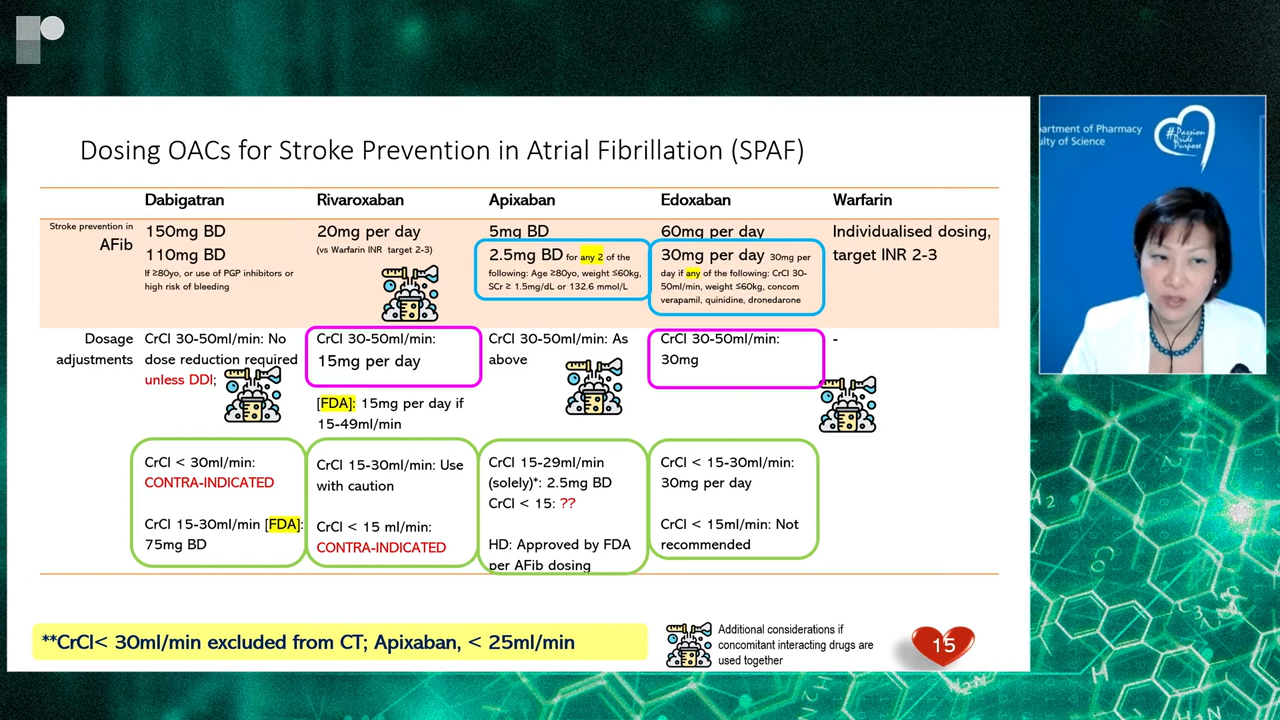 Dosing OACs for Stroke Prevention in Atrial Fibrillation (SPAF)
Dabigatran
Rivaroxaban
Apixaban
Edoxaban
Warfarin
Stroke prevention in
AFib
150mg BD
110mg BD
If ≥80yo, or use of PGP inhibitors or
high risk of bleeding
20mg per day
(vs Warfarin INR target 2-3)
5mg BD
2.5mg BD for any 2 of the
following: Age ≥80yo, weight ≤60kg,
SCr ≥ 1.5mg/dL or 132.6 mmol/L
60mg per day
30mg per day 30mg per
day if any of the following: CrCl 30-
50ml/min, weight ≤60kg, concom
verapamil, quinidine, dronedarone
Individualised dosing,
target INR 2-3
Dosage
adjustments
CrCl 30-50ml/min: No
dose reduction required
unless DDI;
CrCl 30-50ml/min:
15mg per day
[FDA]: 15mg per day if
15-49ml/min
CrCl 30-50ml/min: As
above
CrCl 30-50ml/min:
30mg
-
CrCl < 30ml/min:
CONTRA-INDICATED
CrCl 15-30ml/min [FDA]:
75mg BD
CrCl 15-30ml/min: Use
with caution
CrCl < 15 ml/min:
CONTRA-INDICATED
CrCl 15-29ml/min
(solely)*: 2.5mg BD
CrCl < 15: ??
HD: Approved by FDA
per AFib dosing
CrCl < 15-30ml/min:
30mg per day
CrCl < 15ml/min: Not
recommended
**CrCl< 30ml/min excluded from CT; Apixaban, < 25ml/min
Additional considerations if
concomitant interacting drugs are
used together
15
artment of Pharmacy
ulty of Science
#Passion
Pride
Purpose
H
2
H
H
2
C
O
C
3
S
H
H2N
N
H